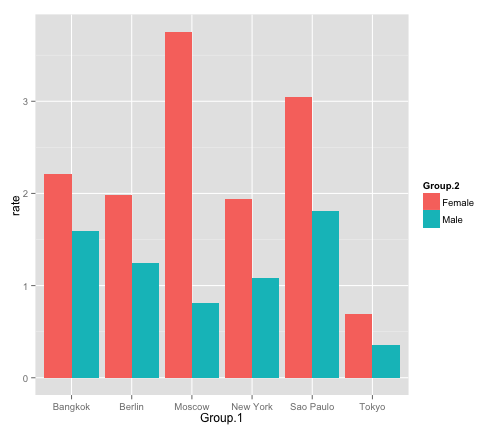 3
2
1
0
rate
Bangkok Berlin Moscow New York Sao Paulo Tokyo
Group.1
Group.2
Female
Male